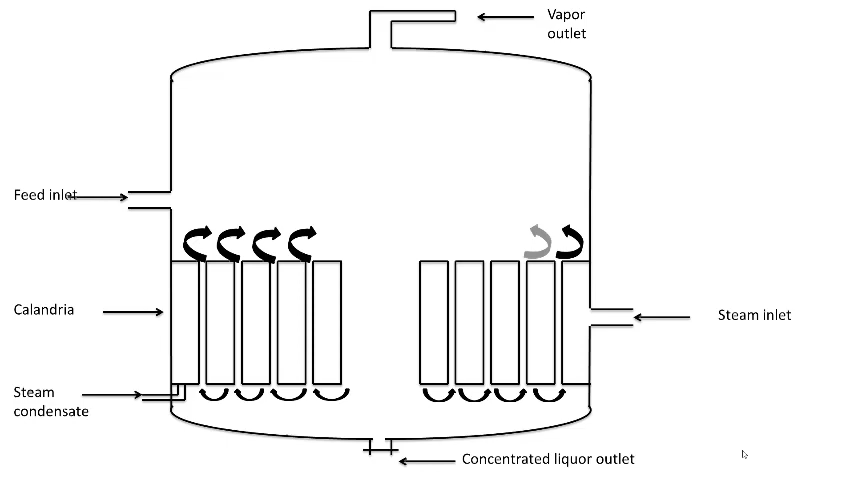 Vapor
outlet
Feed inlet
Calandria
Steam inlet
Steam
condensate
Concentrated liquor outlet